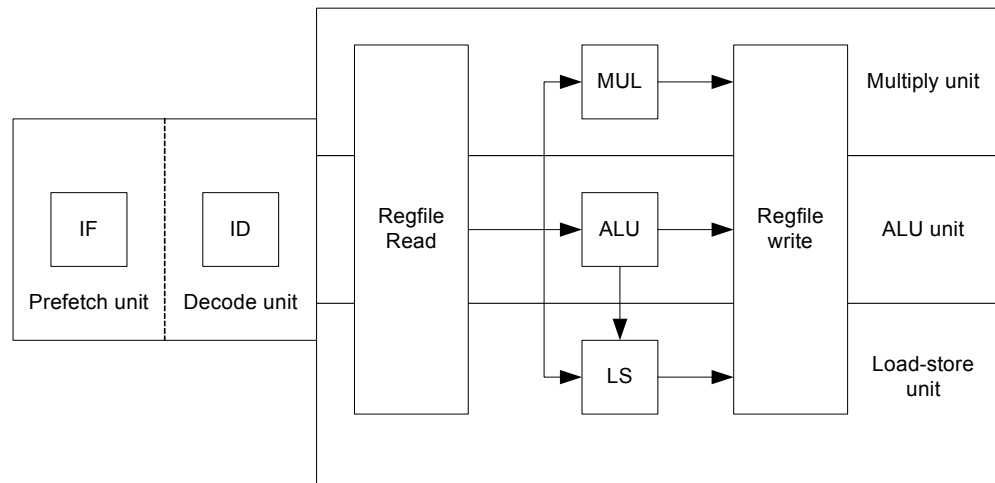 MUL
Multiply unit
IF
ID
Prefetch unit
Decode unit
Regfile
Read
ALU
Regfile
write
ALU unit
LS
Load-store
unit